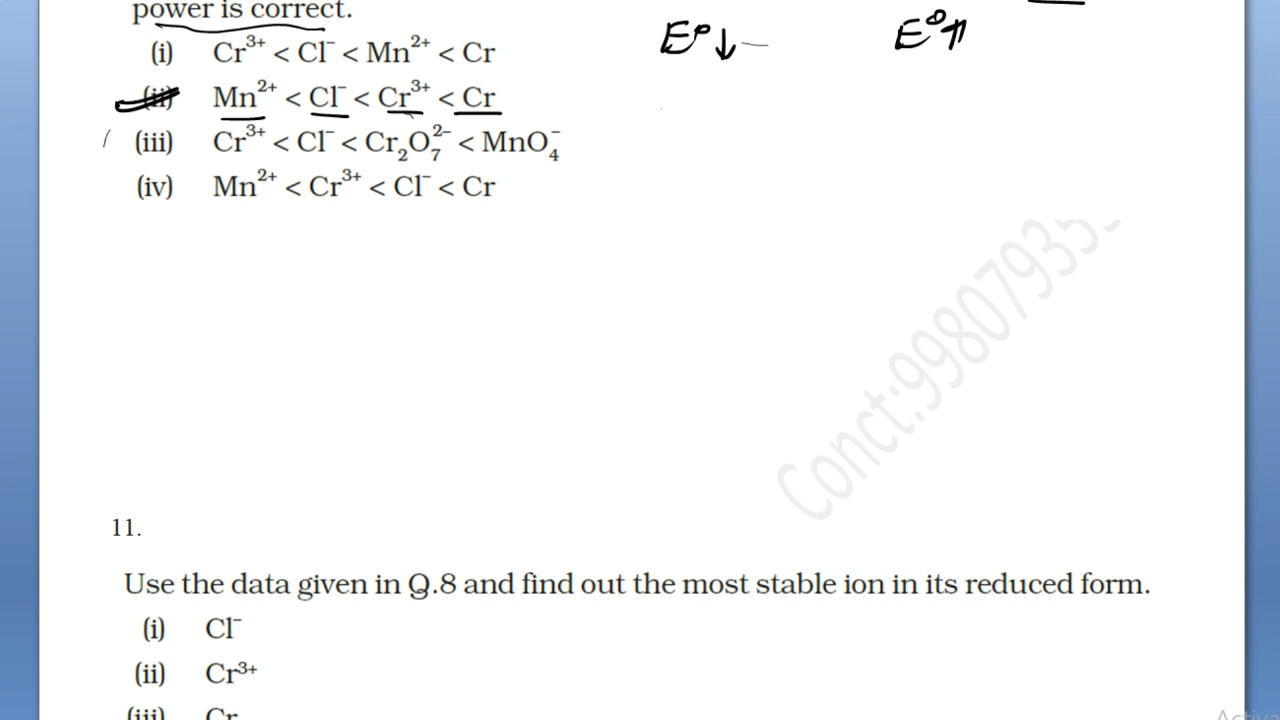 power is correct.
E° ↓ —
E° ↑
(i) Cr³⁺ < Cl⁻ < Mn²⁺ < Cr
(ii) Mn²⁺ < Cl⁻ < Cr³⁺ < Cr
(iii) Cr³⁺ < Cl⁻ < Cr₂O₇²⁻ < MnO₄⁻
(iv) Mn²⁺ < Cr³⁺ < Cl⁻ < Cr
11.
Use the data given in Q.8 and find out the most stable ion in its reduced form.
(i) Cl⁻
(ii) Cr³⁺
(iii) Cr